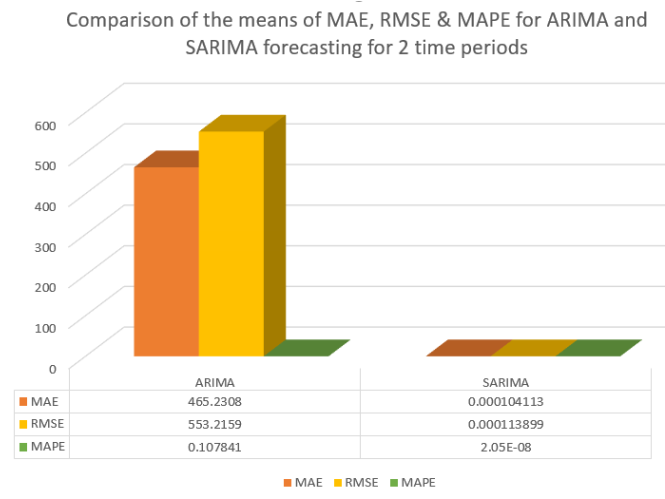 Comparison of the means of MAE, RMSE & MAPE for ARIMA and
SARIMA forecasting for 2 time periods
600
500
400
300
200
100
0
ARIMA SARIMA
MAE 465.2308 0.000104113
RMSE 553.2159 0.000113899
MAPE 0.107841 2.05E-08
MAE RMSE MAPE